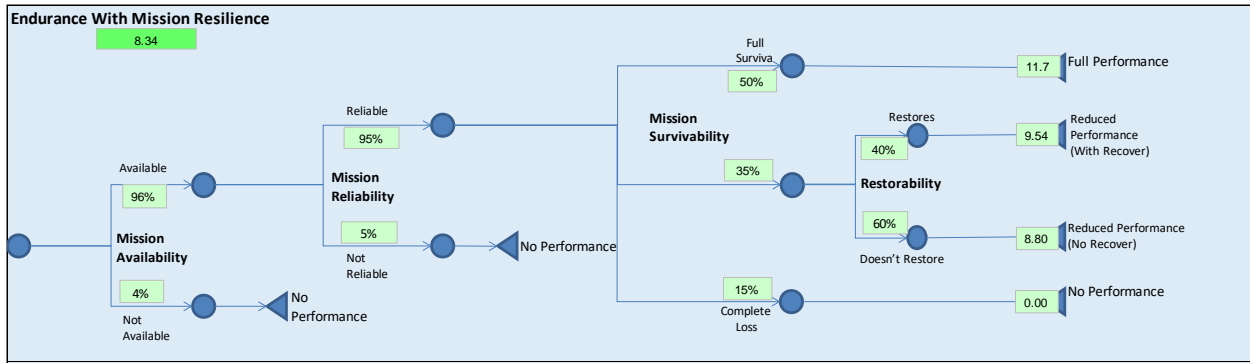 Endurance With Mission Resilience
8.34
Full
Surviva
50%
11.7
Full Performance
Reliable
95%
Mission
Survivability
Restores
40%
9.54
Reduced
Performance
(With Recover)
Available
96%
Mission
Reliability
35%
Restorability
Mission
Availability
5%
Not
Reliable
No Performance
60%
Doesn't Restore
8.80
Reduced Performance
(No Recover)
4%
Not
Available
No
Performance
15%
Complete
Loss
0.00
No Performance